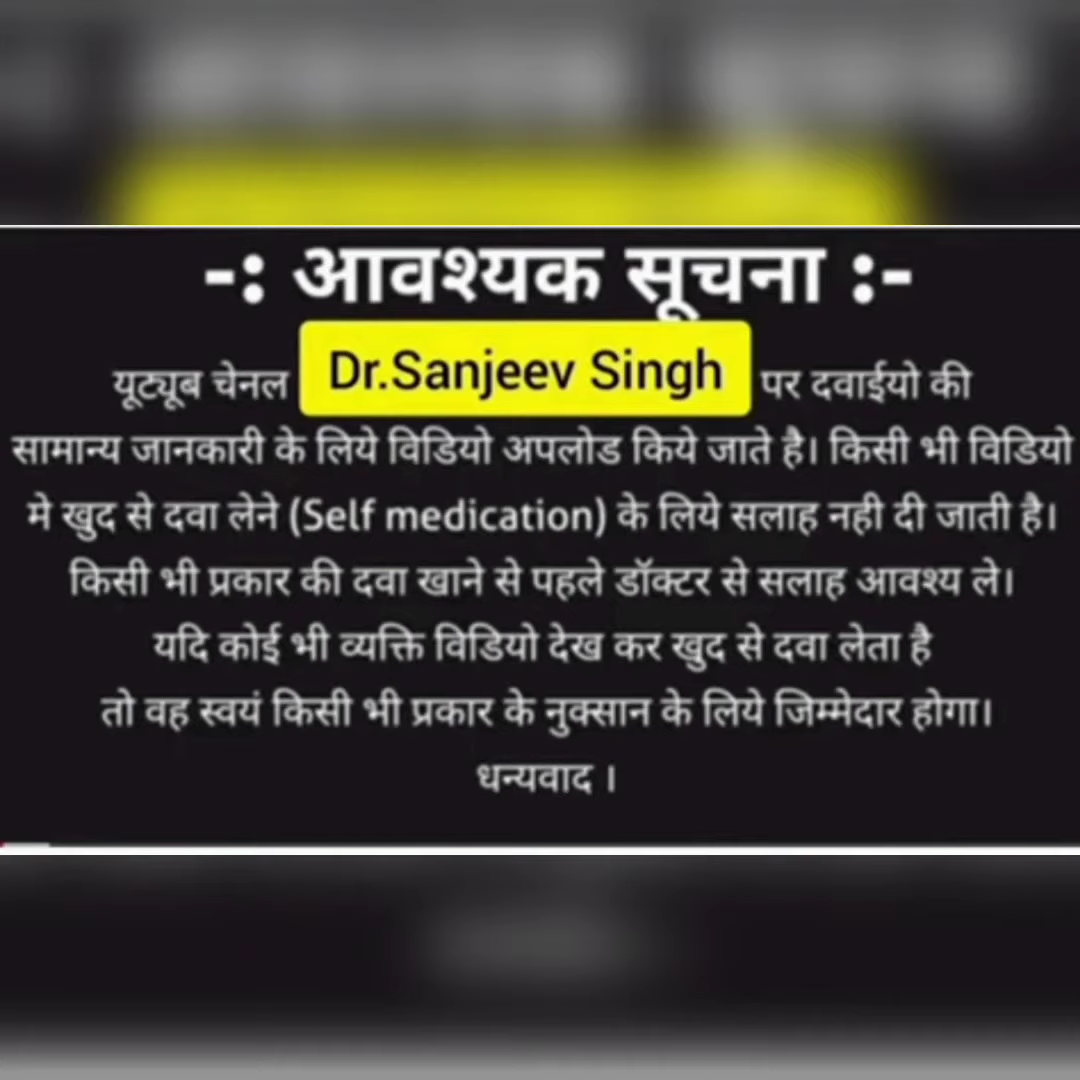 -: आवश्यक सूचना :-
यूट्यूब चेनल Dr.Sanjeev Singh पर दवाईयो की
सामान्य जानकारी के लिये विडियो अपलोड किये जाते है। किसी भी विडियो
मे खुद से दवा लेने (Self medication) के लिये सलाह नही दी जाती है।
किसी भी प्रकार की दवा खाने से पहले डॉक्टर से सलाह आवश्य ले।
यदि कोई भी व्यक्ति विडियो देख कर खुद से दवा लेता है
तो वह स्वयं किसी भी प्रकार के नुक्सान के लिये जिम्मेदार होगा।
धन्यवाद ।